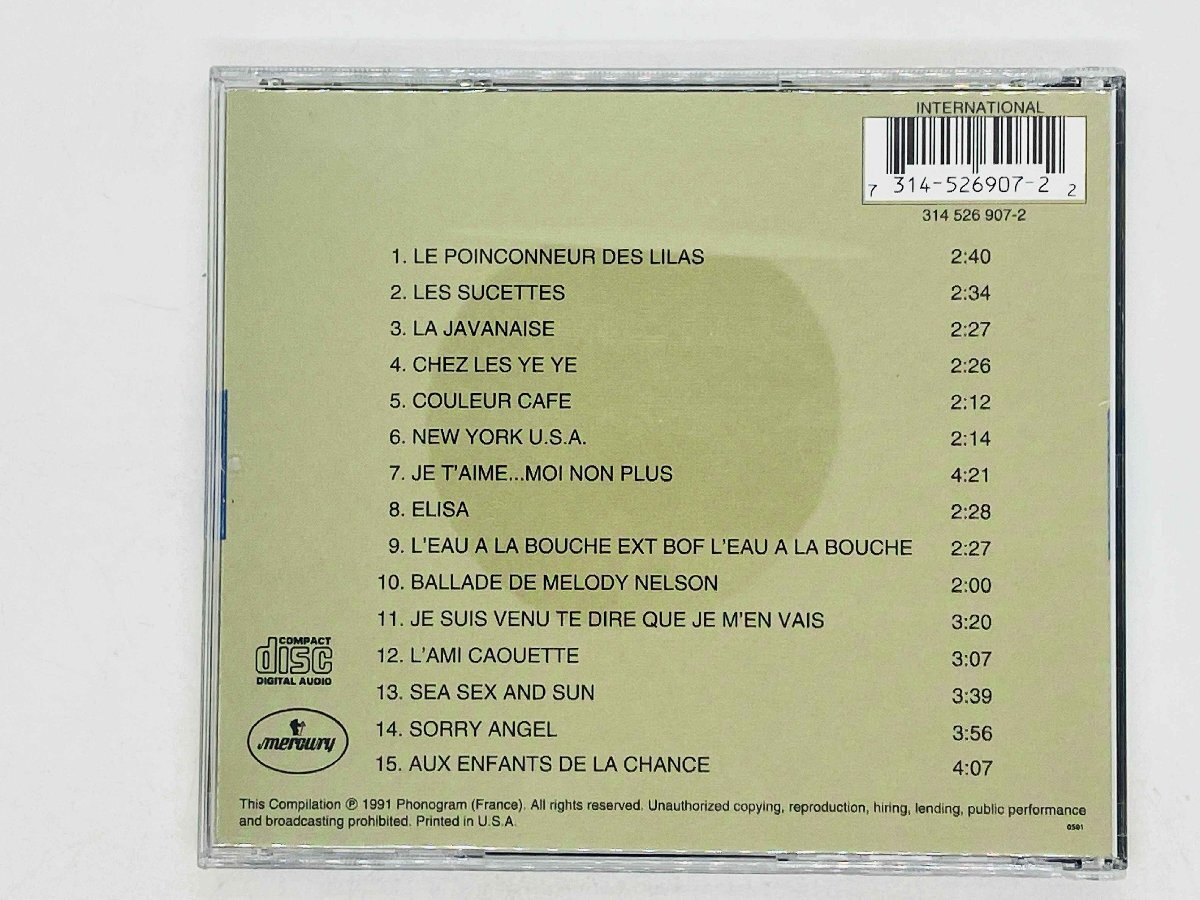 INTERNATIONAL
7 314-526907-2 2
314 526 907-2
1. LE POINCONNEUR DES LILAS 2:40
2. LES SUCETTES 2:34
3. LA JAVANAISE 2:27
4. CHEZ LES YE YE 2:26
5. COULEUR CAFE 2:12
6. NEW YORK U.S.A. 2:14
7. JE T'AIME...MOI NON PLUS 4:21
8. ELISA 2:28
9. L'EAU A LA BOUCHE EXT BOF L'EAU A LA BOUCHE 2:27
10. BALLADE DE MELODY NELSON 2:00
11. JE SUIS VENU TE DIRE QUE JE M'EN VAIS 3:20
12. L'AMI CAOUETTE 3:07
13. SEA SEX AND SUN 3:39
14. SORRY ANGEL 3:56
15. AUX ENFANTS DE LA CHANCE 4:07
COMPACT
disc
DIGITAL AUDIO
mercury
This Compilation ℗ 1991 Phonogram (France). All rights reserved. Unauthorized copying, reproduction, hiring, lending, public performance
and broadcasting prohibited. Printed in U.S.A.
0591